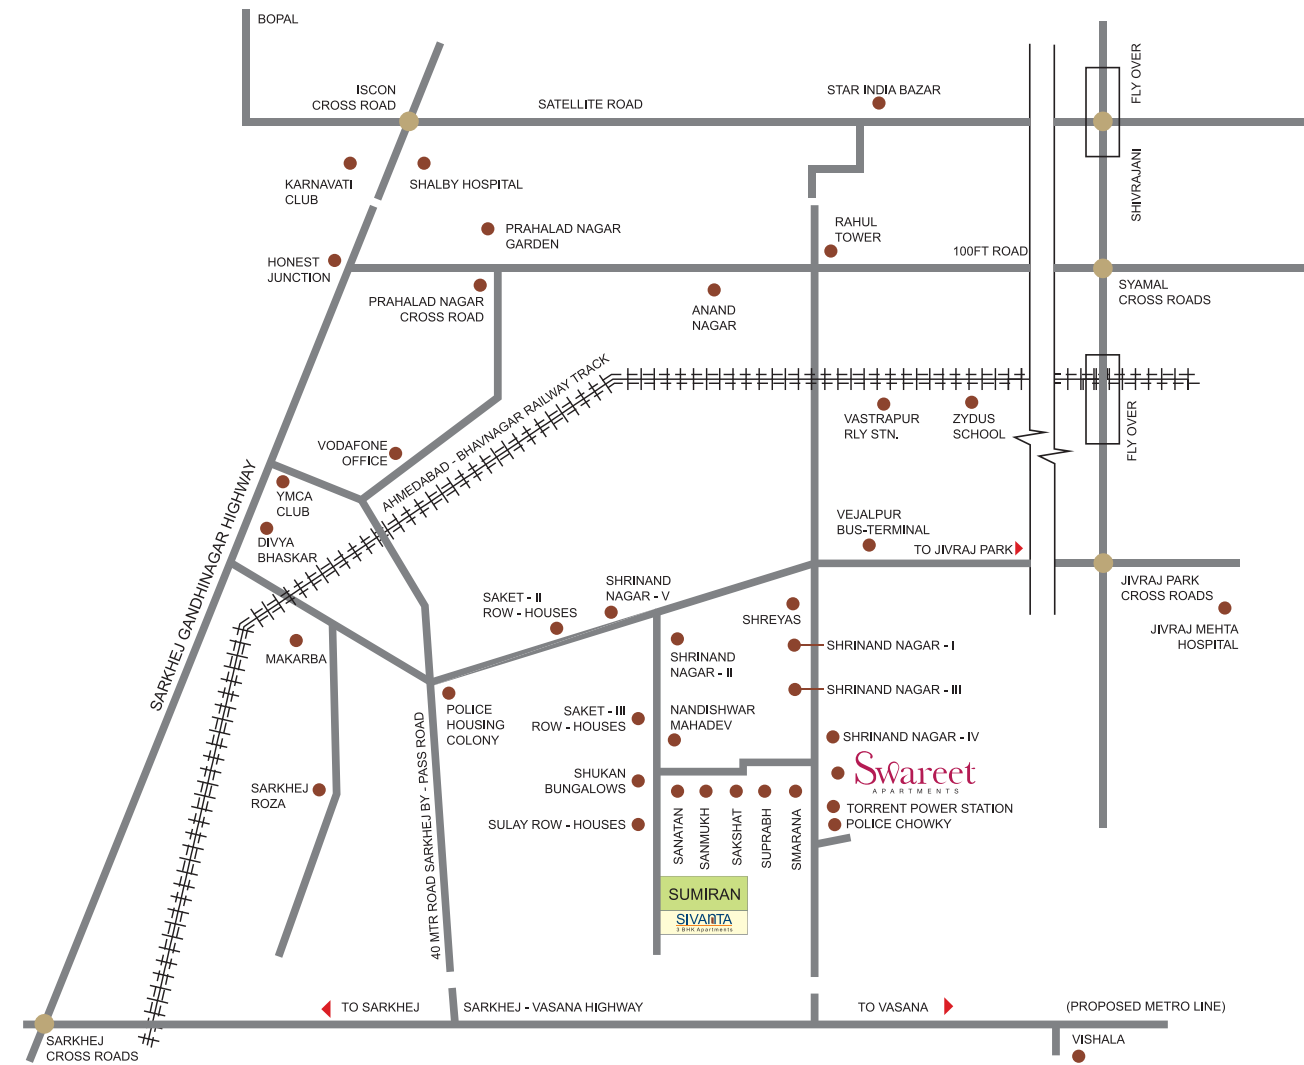 BOPAL
ISCON
CROSS ROAD
SATELLITE ROAD
STAR INDIA BAZAR
FLY OVER
KARNAVATI
CLUB
SHALBY HOSPITAL
SHIVRAJANI
PRAHALAD NAGAR
GARDEN
RAHUL
TOWER
HONEST
JUNCTION
100FT ROAD
PRAHALAD NAGAR
CROSS ROAD
ANAND
NAGAR
SYAMAL
CROSS ROADS
AHMEDABAD - BHAVNAGAR RAILWAY TRACK
VASTRAPUR
RLY STN.
ZYDUS
SCHOOL
FLY OVER
VODAFONE
OFFICE
SARKHEJ GANDHINAGAR HIGHWAY
YMCA
CLUB
DIVYA
BHASKAR
VEJALPUR
BUS-TERMINAL
TO JIVRAJ PARK
SHRINAND
NAGAR - V
SAKET - II
ROW - HOUSES
SHREYAS
JIVRAJ PARK
CROSS ROADS
JIVRAJ MEHTA
HOSPITAL
MAKARBA
SHRINAND
NAGAR - II
SHRINAND NAGAR - I
SHRINAND NAGAR - III
POLICE
HOUSING
COLONY
SAKET - III
ROW - HOUSES
NANDISHWAR
MAHADEV
SHRINAND NAGAR - IV
40 MTR ROAD SARKHEJ BY - PASS ROAD
Swareet
APARTMENTS
SARKHEJ
ROZA
SHUKAN
BUNGALOWS
TORRENT POWER STATION
SULAY ROW - HOUSES
POLICE CHOWKY
SANATAN
SANMUKH
SAKSHAT
SUPRABH
SMARANA
SUMIRAN
SIVANTA
3 BHK Apartments
TO SARKHEJ
SARKHEJ - VASANA HIGHWAY
TO VASANA
(PROPOSED METRO LINE)
SARKHEJ
CROSS ROADS
VISHALA